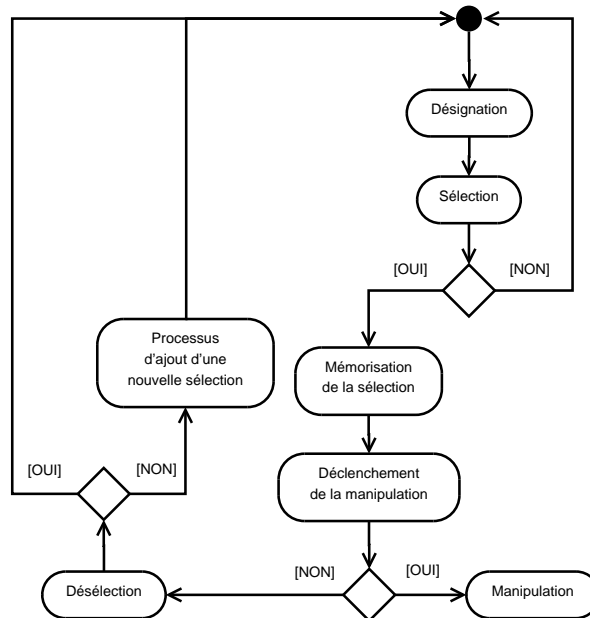 Désignation
Sélection
[OUI]
[NON]
Processus
d'ajout d'une
nouvelle sélection
Mémorisation
de la sélection
[OUI]
[NON]
Déclenchement
de la manipulation
[NON]
[OUI]
Désélection
Manipulation